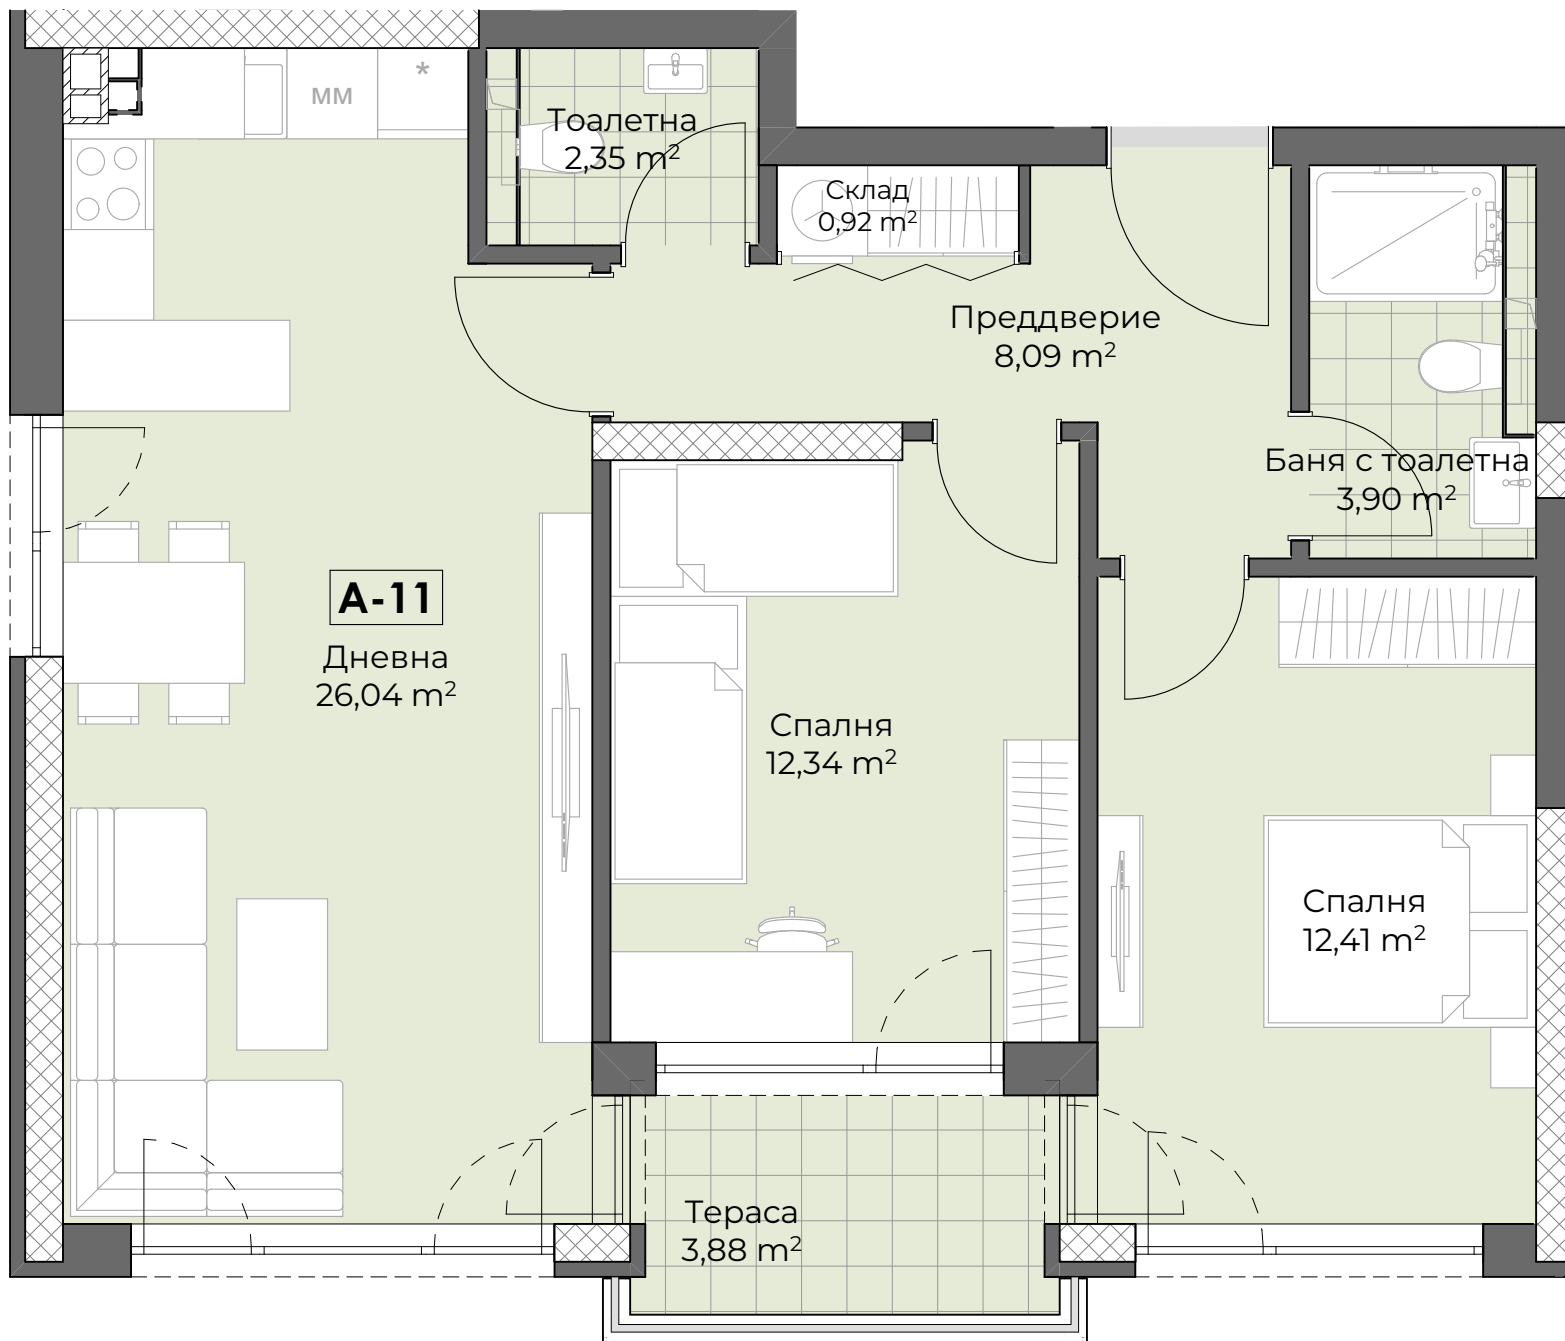 *
мм
Тоалетна
2,35 m²
Склад
0,92 m²
Преддверие
8,09 m²
Баня с тоалетна
3,90 m²
А-11
Дневна
26,04 m²
Спалня
12,34 m²
Спалня
12,41 m²
Тераса
3,88 m²